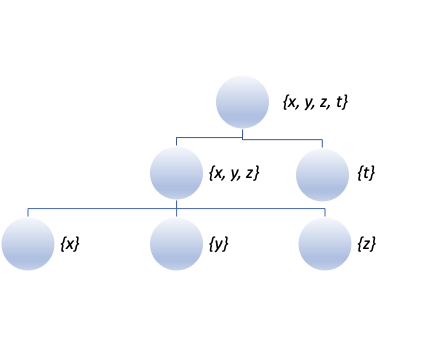 {x, y, z, t}
{x, y, z}
{t}
{x}
{y}
{z}